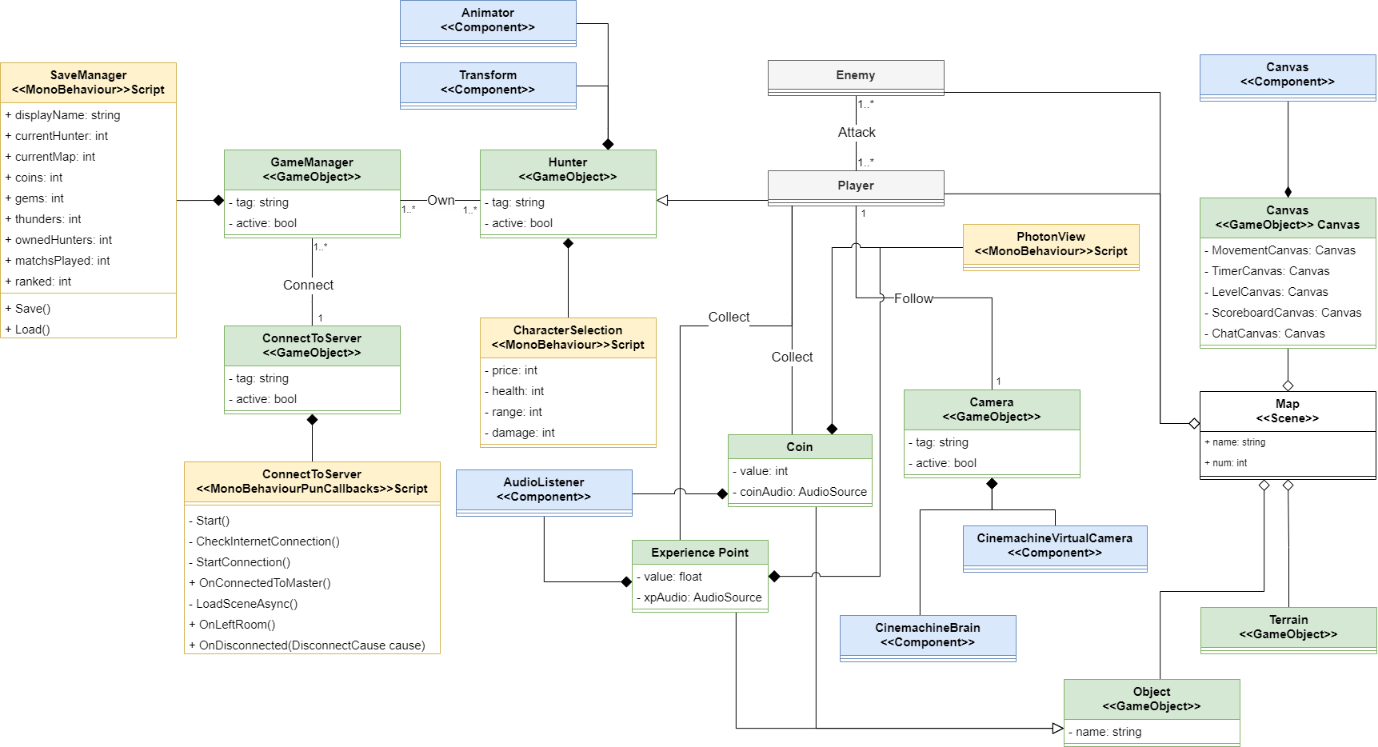 Animator
<<Component>>
Transform
<<Component>>
SaveManager
<<MonoBehaviour>>Script
+ displayName: string
+ currentHunter: int
+ currentMap: int
+ coins: int
+ gems: int
+ thunders: int
+ ownedHunters: int
+ matchsPlayed: int
+ ranked: int
+ Save()
+ Load()
GameManager
<<GameObject>>
- tag: string
- active: bool
1..*
Own
1..*
Hunter
<<GameObject>>
- tag: string
- active: bool
1..*
Connect
1
ConnectToServer
<<GameObject>>
- tag: string
- active: bool
ConnectToServer
<<MonoBehaviourPunCallbacks>>Script
- Start()
- CheckInternetConnection()
- StartConnection()
+ OnConnectedToMaster()
- LoadSceneAsync()
+ OnLeftRoom()
+ OnDisconnected(DisconnectCause cause)
CharacterSelection
<<MonoBehaviour>>Script
- price: int
- health: int
- range: int
- damage: int
Enemy
1..*
Attack
1..*
Player
1
PhotonView
<<MonoBehaviour>>Script
Follow
Collect
Collect
1
Camera
<<GameObject>>
- tag: string
- active: bool
Coin
- value: int
- coinAudio: AudioSource
AudioListener
<<Component>>
Experience Point
- value: float
- xpAudio: AudioSource
CinemachineVirtualCamera
<<Component>>
CinemachineBrain
<<Component>>
Canvas
<<Component>>
Canvas
<<GameObject>> Canvas
- MovementCanvas: Canvas
- TimerCanvas: Canvas
- LevelCanvas: Canvas
- ScoreboardCanvas: Canvas
- ChatCanvas: Canvas
Map
<<Scene>>
+ name: string
+ num: int
Terrain
<<GameObject>>
Object
<<GameObject>>
- name: string